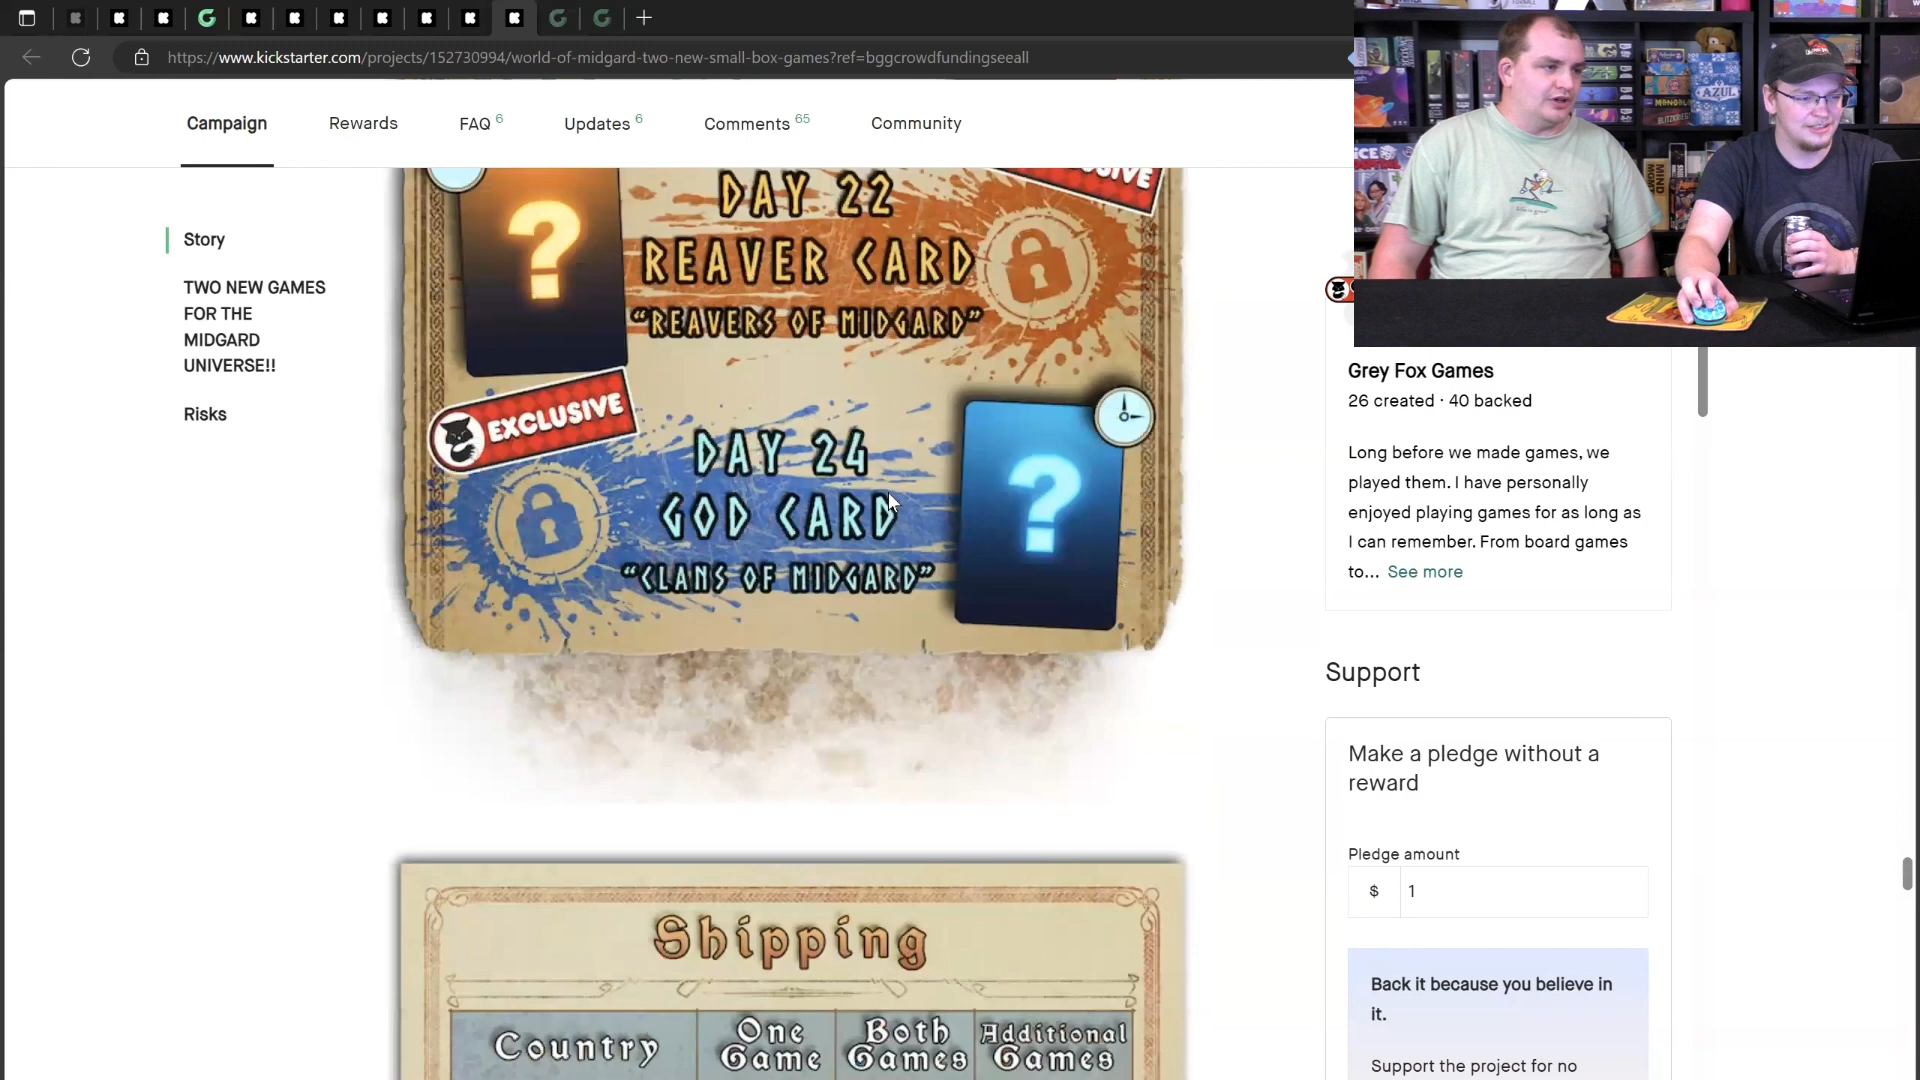 https://www.kickstarter.com/projects/152730994/world-of-midgard-two-new-small-box-games?ref=bggcrowdfundingseeall
Campaign
Rewards
FAQ 6
Updates 6
Comments 65
Community
Story
TWO NEW GAMES
FOR THE
MIDGARD
UNIVERSE!!
Risks
DAY 22
REAVER CARD
"REAVERS OF MIDGARD"
EXCLUSIVE
DAY 24
GOD CARD
"CLANS OF MIDGARD"
Shipping
Country
One Game
Both Games
Additional Games
AZUL
MIND MGMT
Grey Fox Games
26 created · 40 backed
Long before we made games, we
played them. I have personally
enjoyed playing games for as long as
I can remember. From board games
to... See more
Support
Make a pledge without a
reward
Pledge amount
$ 1
Back it because you believe in
it.
Support the project for no